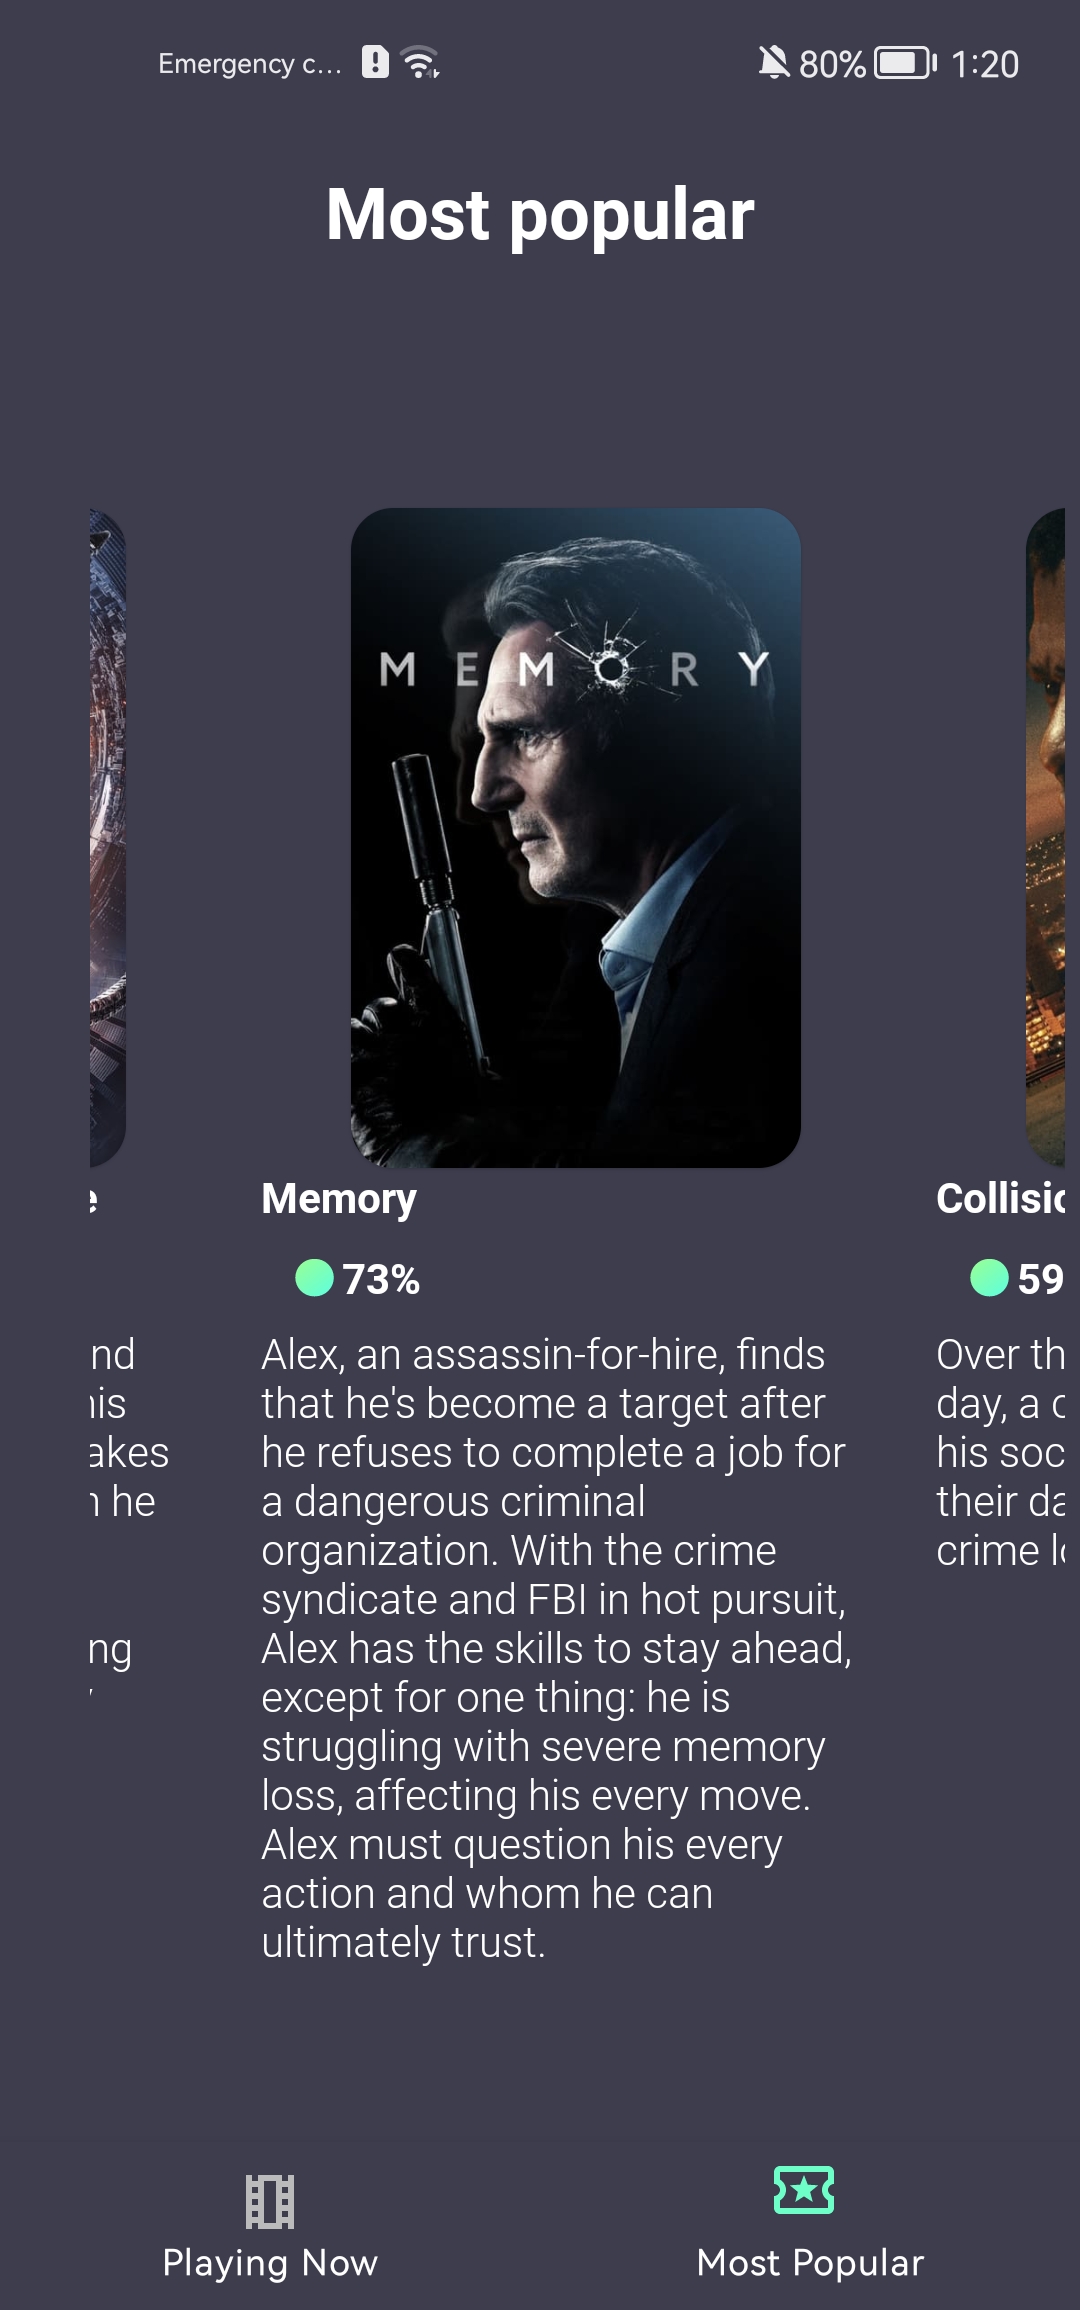 Emergency c...
80% 1:20
Most popular
MEMORY
e
Memory
Collisio
73%
59
nd
his
akes
n he
ng
y
Alex, an assassin-for-hire, finds
that he's become a target after
he refuses to complete a job for
a dangerous criminal
organization. With the crime
syndicate and FBI in hot pursuit,
Alex has the skills to stay ahead,
except for one thing: he is
struggling with severe memory
loss, affecting his every move.
Alex must question his every
action and whom he can
ultimately trust.
Over th
day, a c
his soc
their da
crime lo
Playing Now
Most Popular